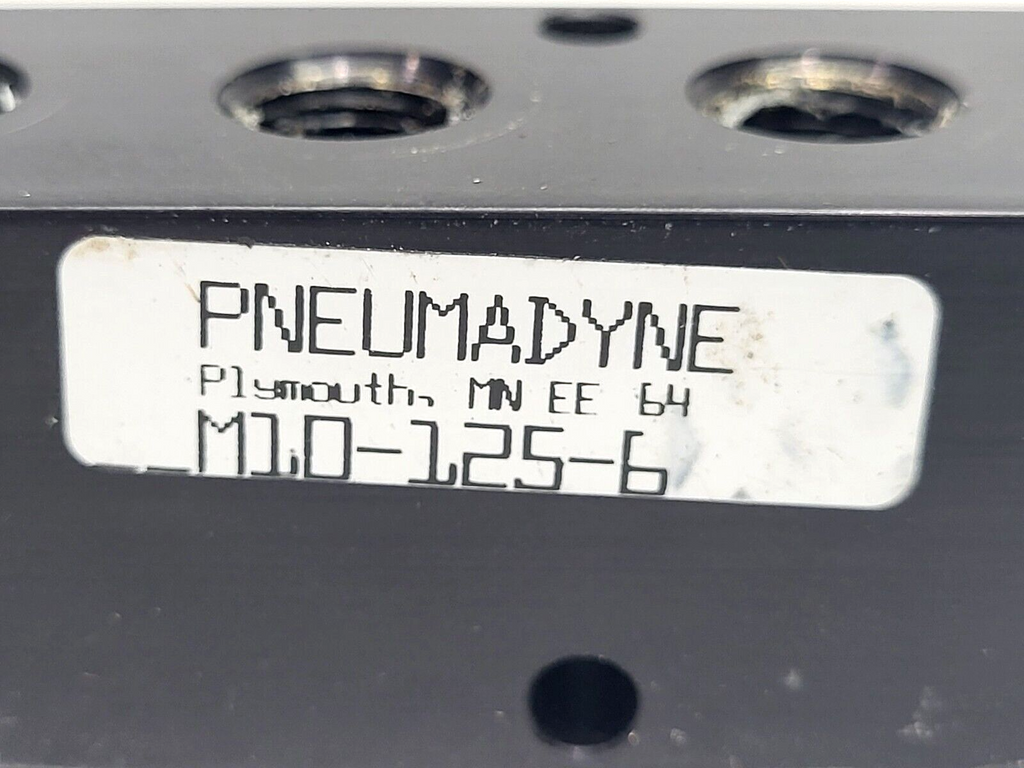 PNEUMADYNE
Plymouth, MN EE 64
M10-125-6